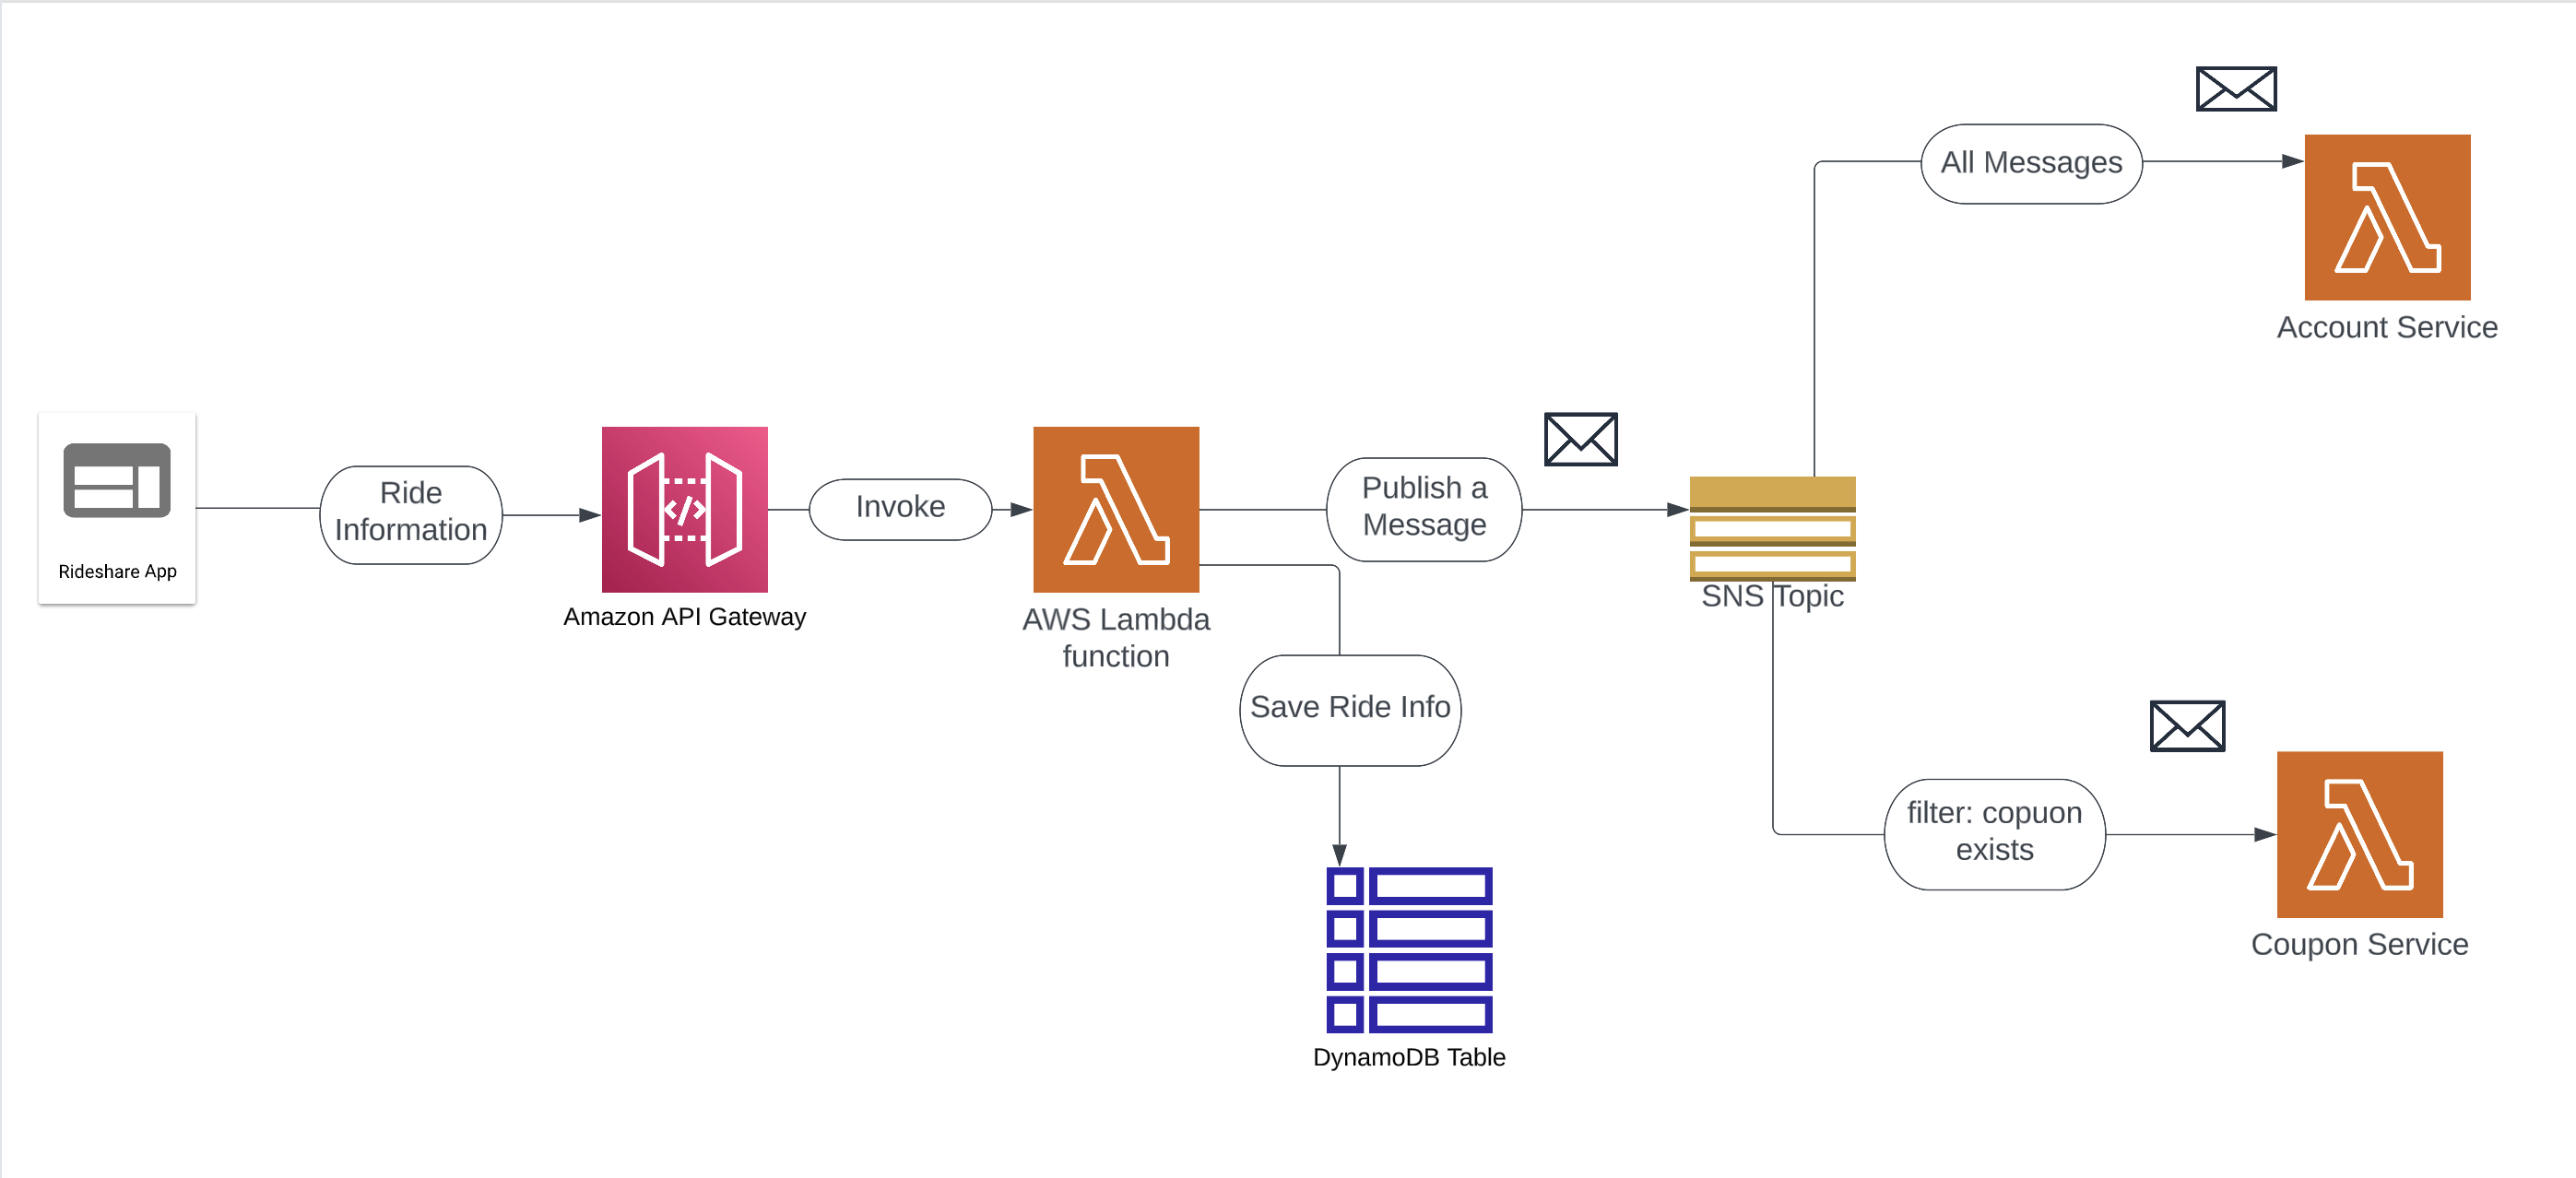 All Messages
Account Service
Rideshare App
Ride
Information
Amazon API Gateway
Invoke
AWS Lambda
function
Publish a
Message
SNS Topic
Save Ride Info
DynamoDB Table
filter: copuon
exists
Coupon Service